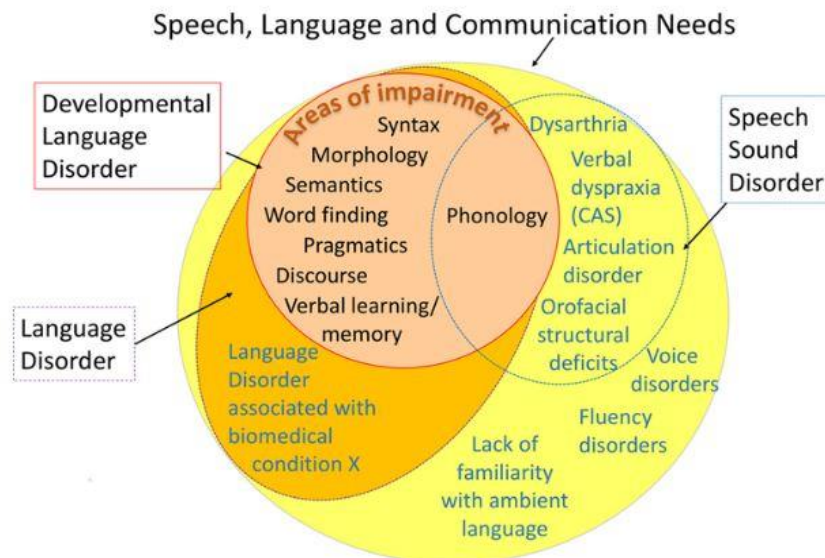 Speech, Language and Communication Needs
Developmental
Language
Disorder
Areas of impairment
Syntax
Morphology
Semantics
Word finding
Pragmatics
Discourse
Verbal learning/
memory
Phonology
Dysarthria
Verbal
dyspraxia
(CAS)
Articulation
disorder
Orofacial
structural
deficits
Speech
Sound
Disorder
Language
Disorder
Language
Disorder
associated with
biomedical
condition X
Voice
disorders
Fluency
disorders
Lack of
familiarity
with ambient
language